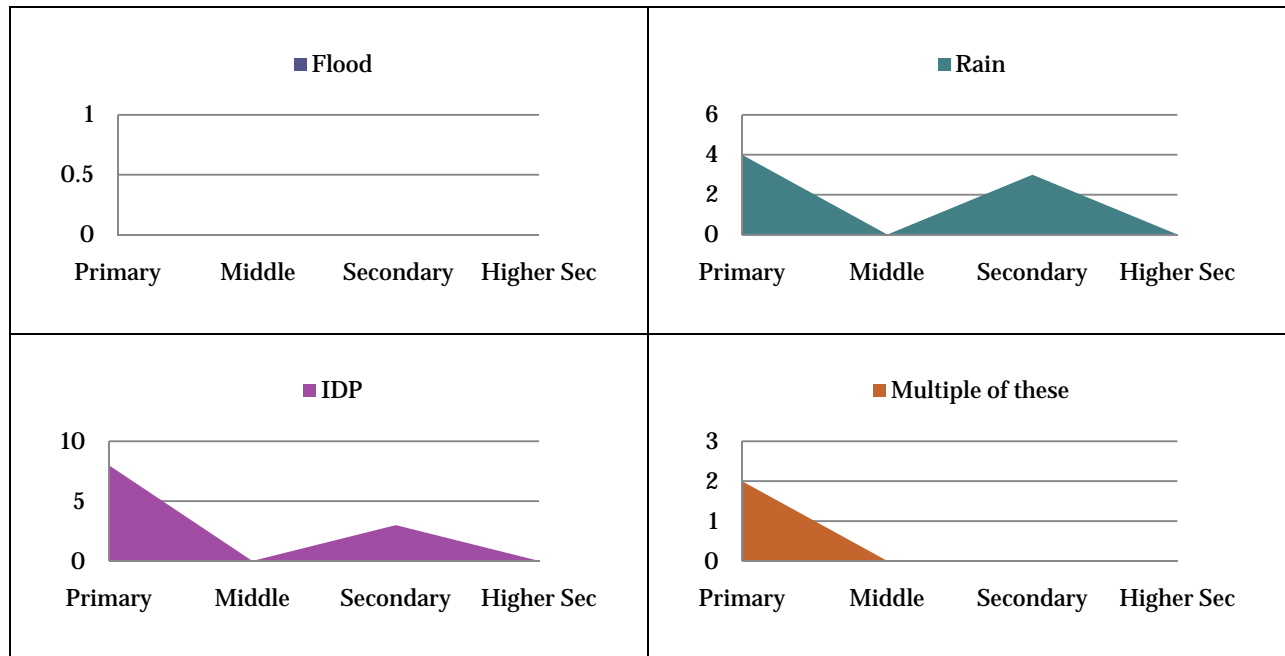 Flood
1
0.5
0
Primary Middle Secondary Higher Sec
Rain
6
4
2
0
Primary Middle Secondary Higher Sec
IDP
10
5
0
Primary Middle Secondary Higher Sec
Multiple of these
3
2
1
0
Primary Middle Secondary Higher Sec